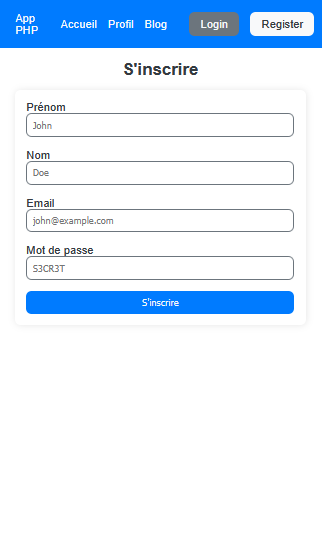 App
PHP
Accueil Profil Blog Login Register
S'inscrire
Prénom
John
Nom
Doe
Email
john@example.com
Mot de passe
S3CR3T
S'inscrire